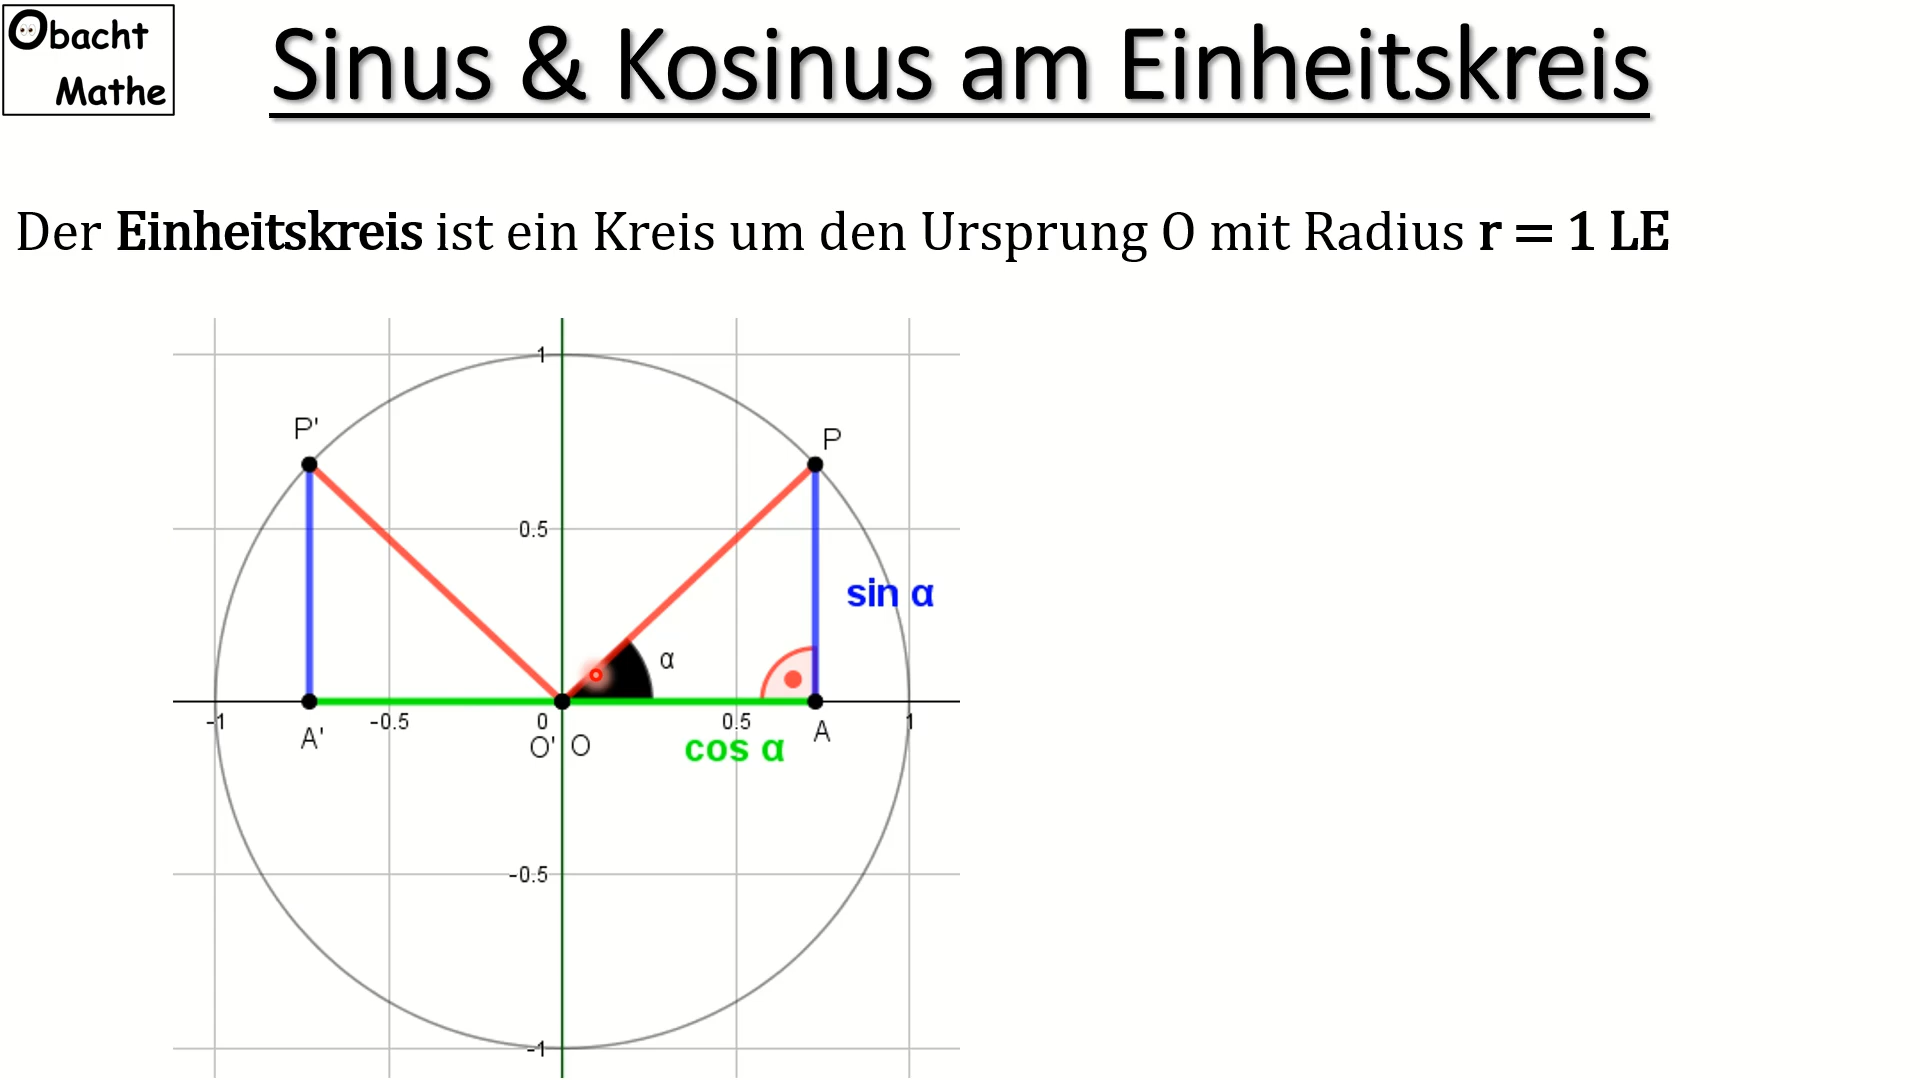 Obacht
Mathe
Sinus & Kosinus am Einheitskreis
Der Einheitskreis ist ein Kreis um den Ursprung O mit Radius r = 1 LE
1
P'
P
0.5
sin α
α
-1
-0.5
0
0.5
1
A'
O'
O
cos α
A
-0.5
-1